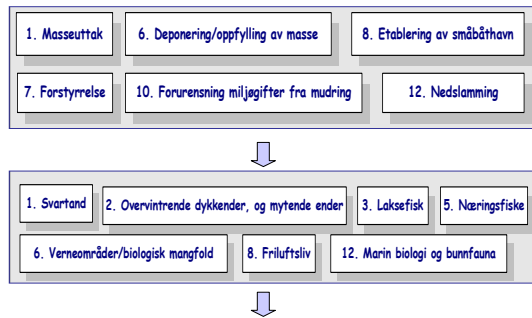 1. Masseuttak
6. Deponering/oppfylling av masse
8. Etablering av småbåthavn
7. Forstyrrelse
10. Forurensning miljøgifter fra mudring
12. Nedslamming
1. Svartand
2. Overvintrende dykkender, og mytende ender
3. Laksefisk
5. Næringsfiske
6. Verneområder/biologisk mangfold
8. Friluftsliv
12. Marin biologi og bunnfauna